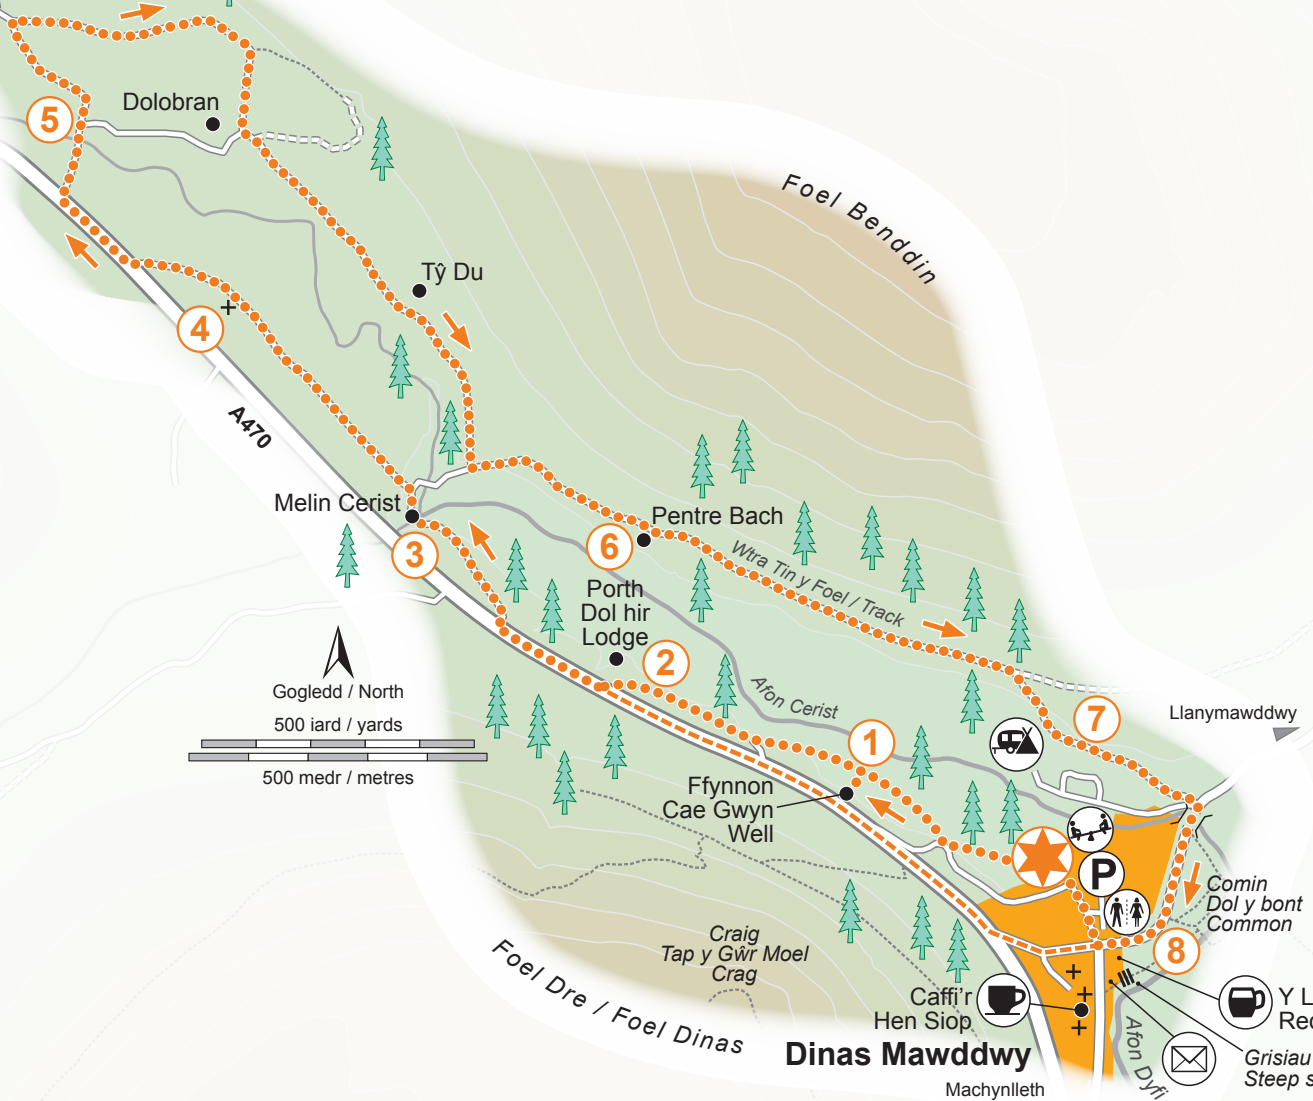 Dolobran
5
Foel Benddin
Tŷ Du
4
A470
Melin Cerist
3
Pentre Bach
6
Wtra Tin y Foel / Track
Porth
Dol hir
Lodge
2
Gogledd / North
500 iard / yards
500 medr / metres
Afon Cerist
7
Llanymawddwy
1
Ffynnon
Cae Gwyn
Well
P
Comin
Dol y bont
Common
8
Craig
Tap y Gŵr Moel
Crag
Foel Dre / Foel Dinas
Caffi'r
Hen Siop
Y L
Red
Dinas Mawddwy
Afon Dyfi
Grisiau
Steep s
Machynlleth